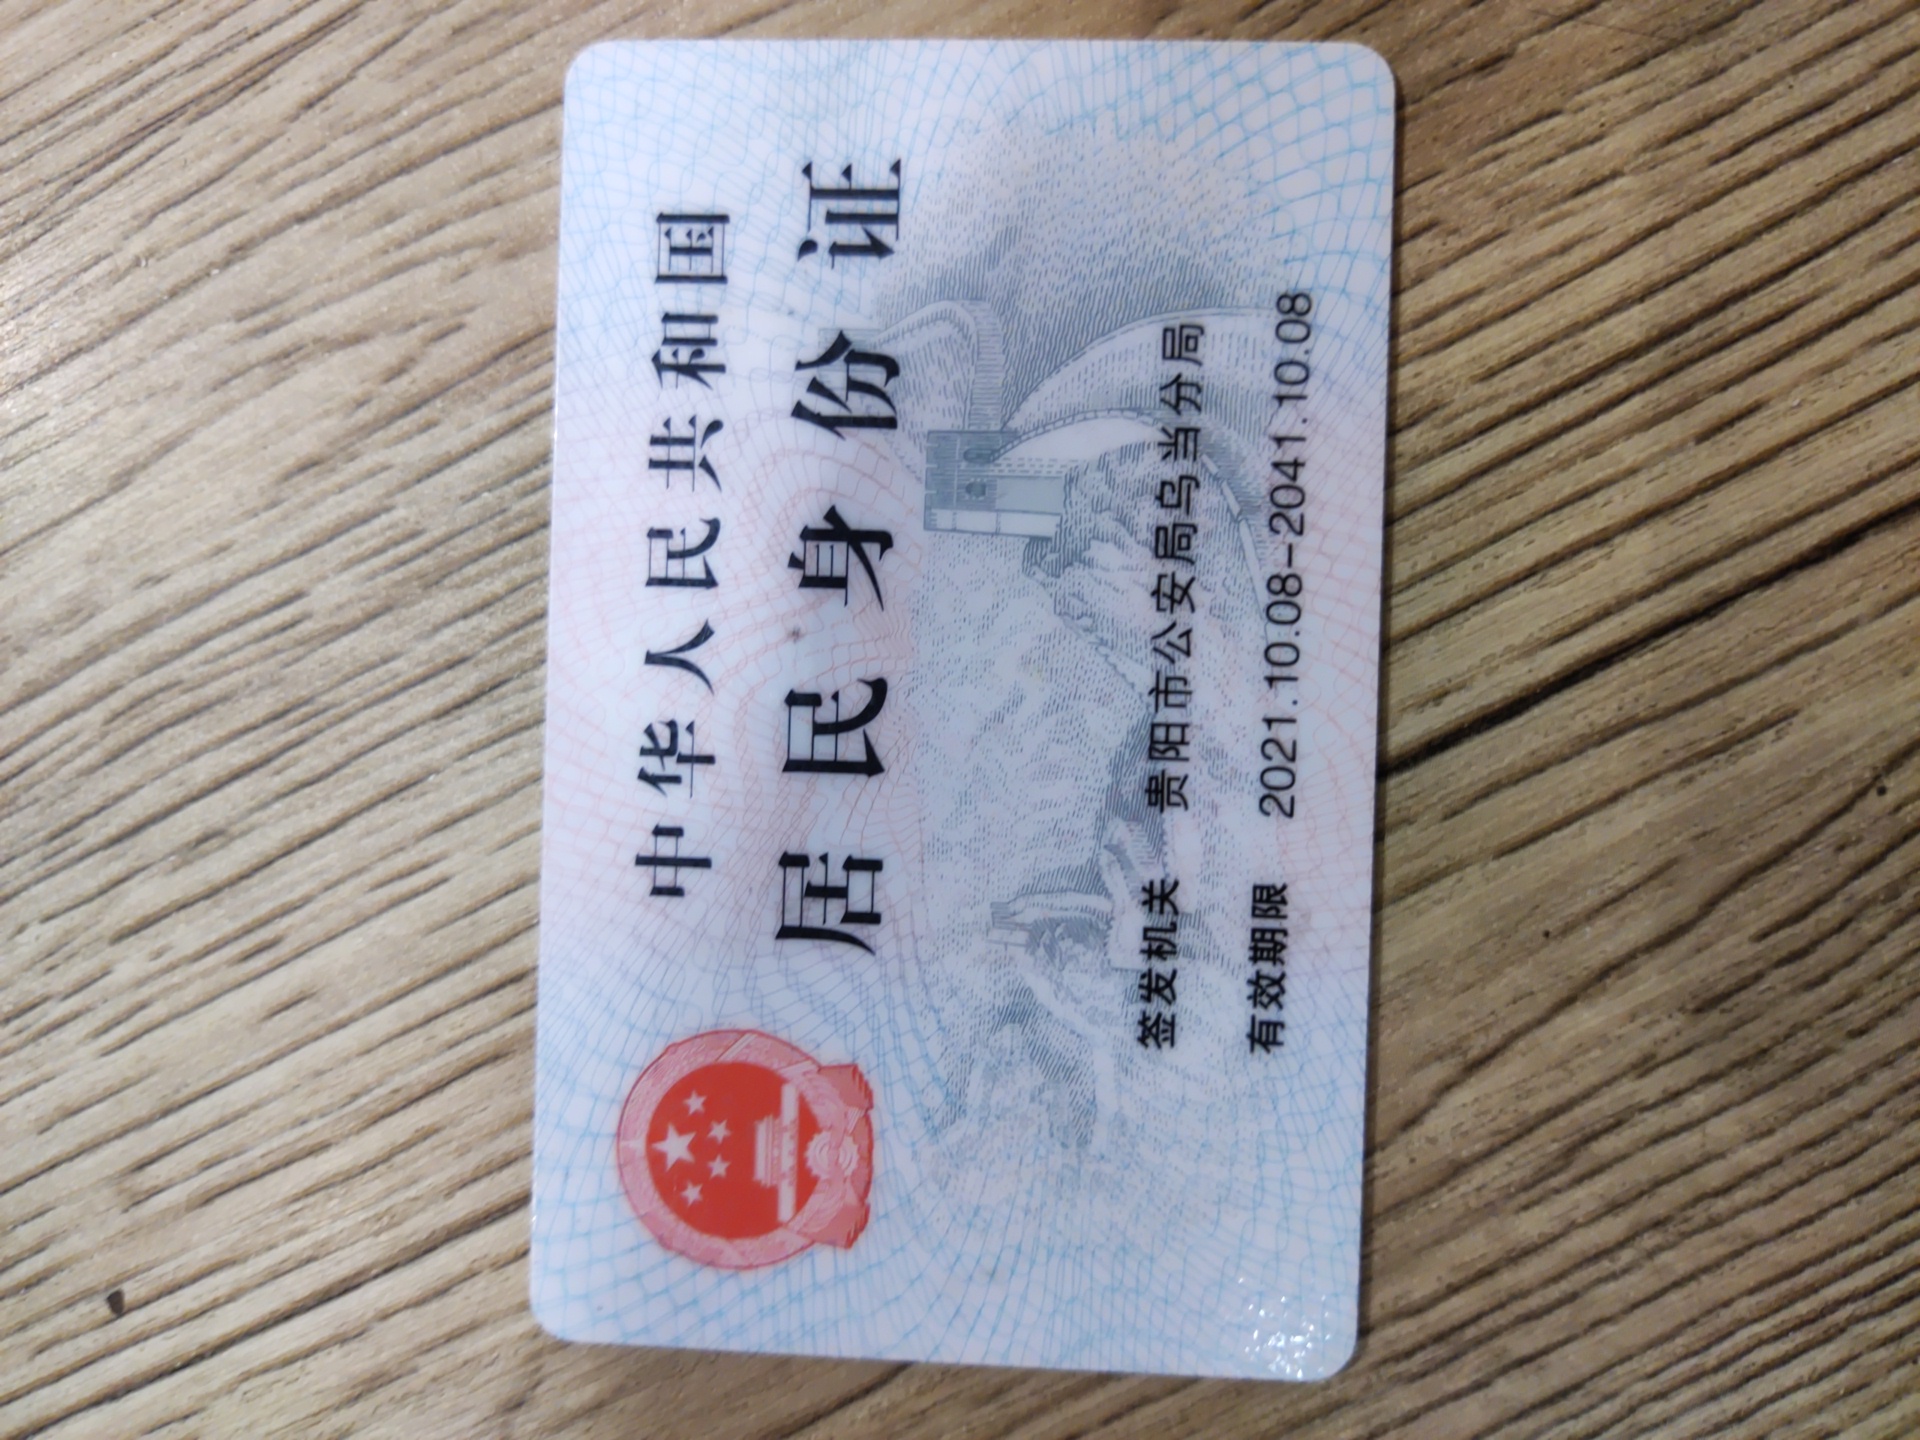 中华人民共和国
居民身份证
签发机关 贵阳市公安局乌当分局
有效期限 2021.10.08-2041.10.08